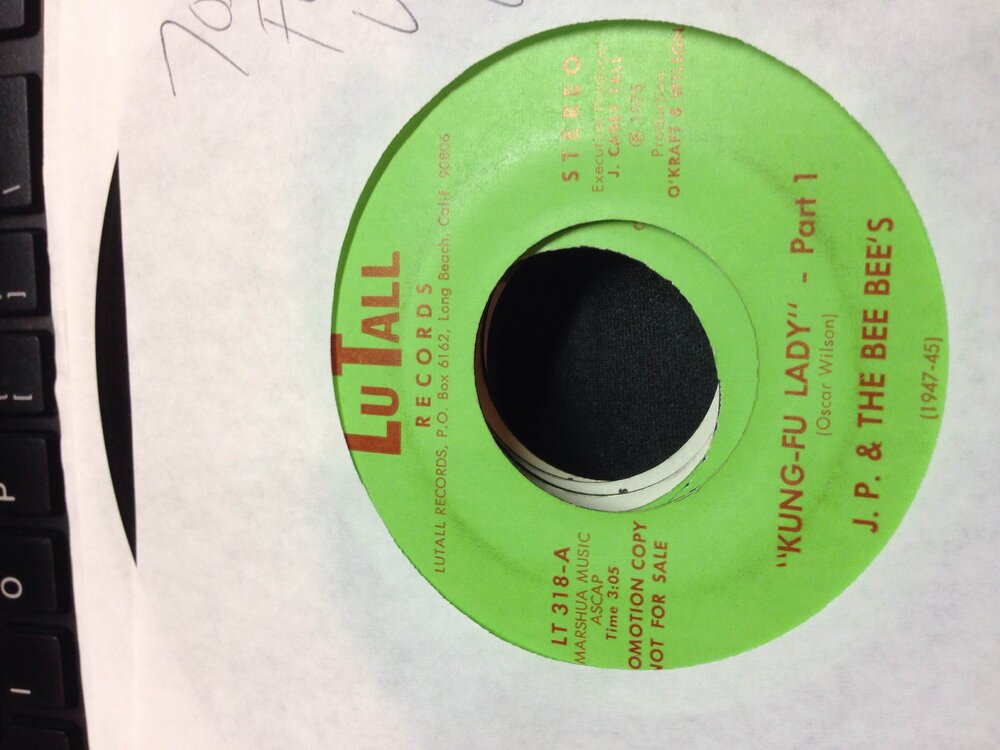 LUTALL
RECORDS
LUTALL RECORDS, P.O. Box 6162, Long Beach, Calif. 90806
LT 318-A
MARSHUA MUSIC
ASCAP
Time 3:05
OMOTION COPY
NOT FOR SALE
STEREO
Executive Producer
J. CAREY TALL
℗ 1975
Production
O'KRAFT & WILSON
"KUNG-FU LADY" - Part 1
(Oscar Wilson)
J. P. & THE BEE BEE'S
(1947-45)
P
O
I